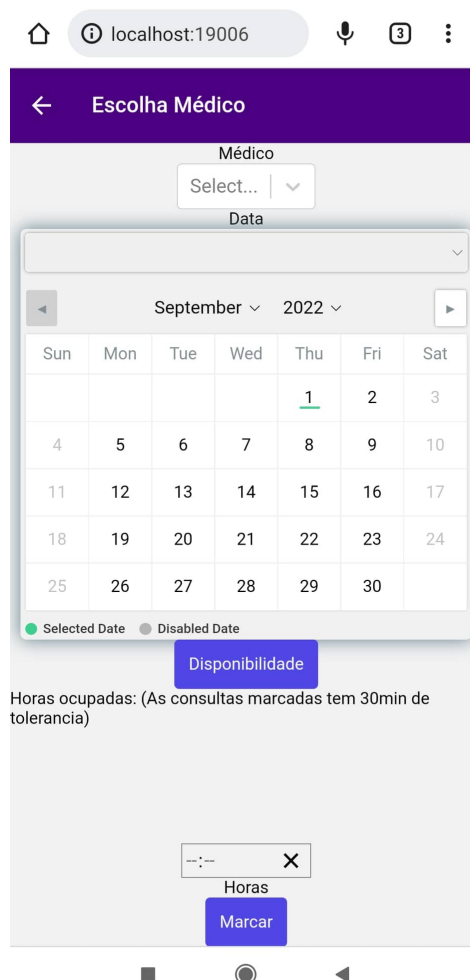 localhost:19006
3
Escolha Médico
Médico
Select...
Data
September 2022
Sun Mon Tue Wed Thu Fri Sat
1 2 3
4 5 6 7 8 9 10
11 12 13 14 15 16 17
18 19 20 21 22 23 24
25 26 27 28 29 30
Selected Date Disabled Date
Disponibilidade
Horas ocupadas: (As consultas marcadas tem 30min de
tolerancia)
--:--
Horas
Marcar